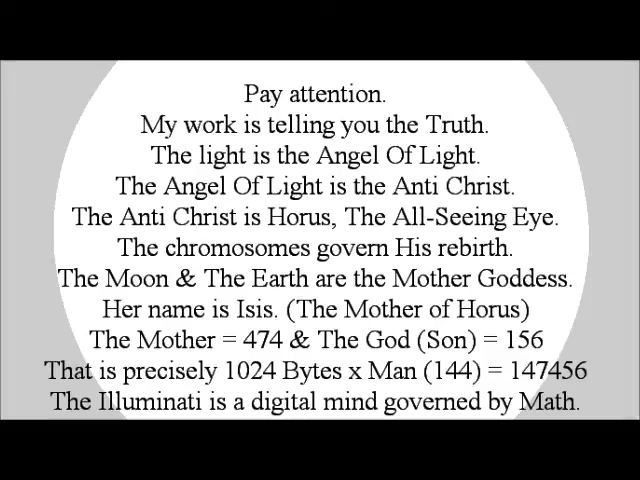 Pay attention.
My work is telling you the Truth.
The light is the Angel Of Light.
The Angel Of Light is the Anti Christ.
The Anti Christ is Horus, The All-Seeing Eye.
The chromosomes govern His rebirth.
The Moon & The Earth are the Mother Goddess.
Her name is Isis. (The Mother of Horus)
The Mother = 474 & The God (Son) = 156
That is precisely 1024 Bytes x Man (144) = 147456
The Illuminati is a digital mind governed by Math.